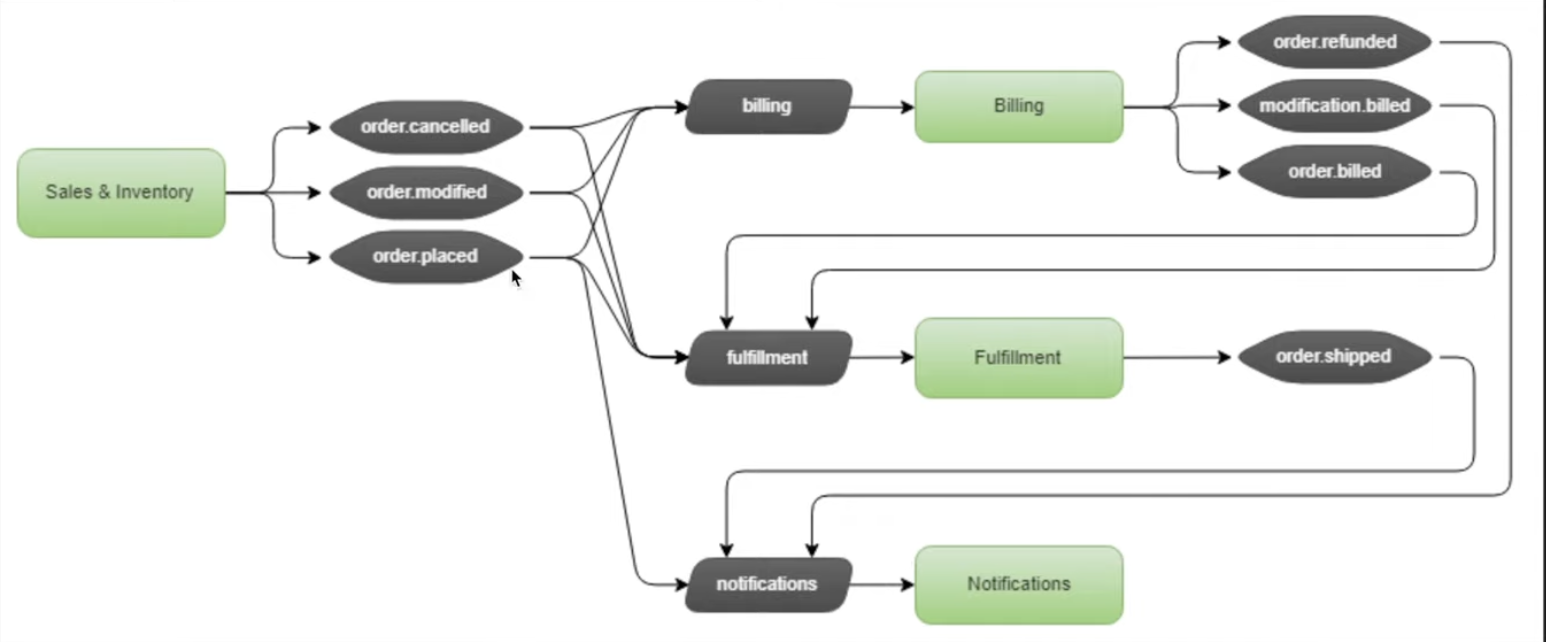 order.refunded
billing
Billing
modification.billed
order.cancelled
order.billed
Sales & Inventory
order.modified
order.placed
fulfillment
Fulfillment
order.shipped
notifications
Notifications